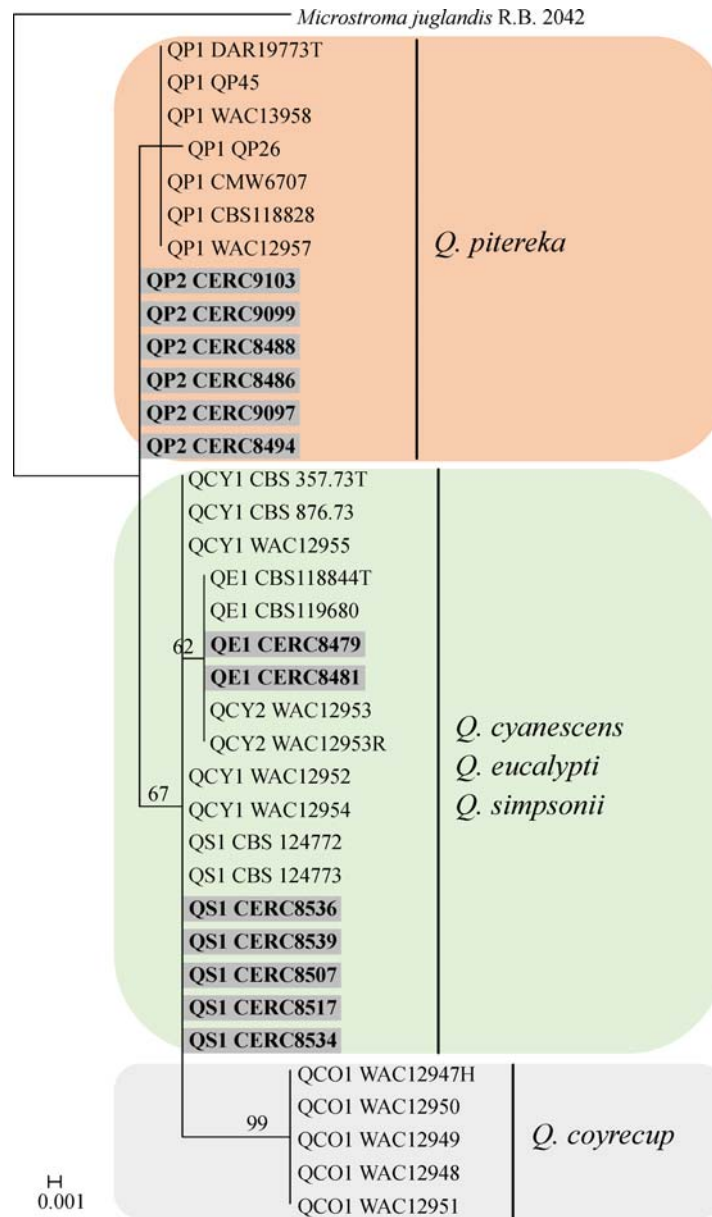 Microstroma juglandis R.B. 2042
QP1 DAR19773T
QP1 QP45
QP1 WAC13958
QP1 QP26
QP1 CMW6707
QP1 CBS118828
QP1 WAC12957
Q. pitereka
QP2 CERC9103
QP2 CERC9099
QP2 CERC8488
QP2 CERC8486
QP2 CERC9097
QP2 CERC8494
QCY1 CBS 357.73T
QCY1 CBS 876.73
QCY1 WAC12955
QE1 CBS118844T
QE1 CBS119680
62
QE1 CERC8479
QE1 CERC8481
QCY2 WAC12953
QCY2 WAC12953R
QCY1 WAC12952
67
QCY1 WAC12954
QS1 CBS 124772
QS1 CBS 124773
QS1 CERC8536
QS1 CERC8539
QS1 CERC8507
QS1 CERC8517
QS1 CERC8534
Q. cyanescens
Q. eucalypti
Q. simpsonii
QCO1 WAC12947H
QCO1 WAC12950
99
QCO1 WAC12949
QCO1 WAC12948
QCO1 WAC12951
Q. coyrecup
0.001